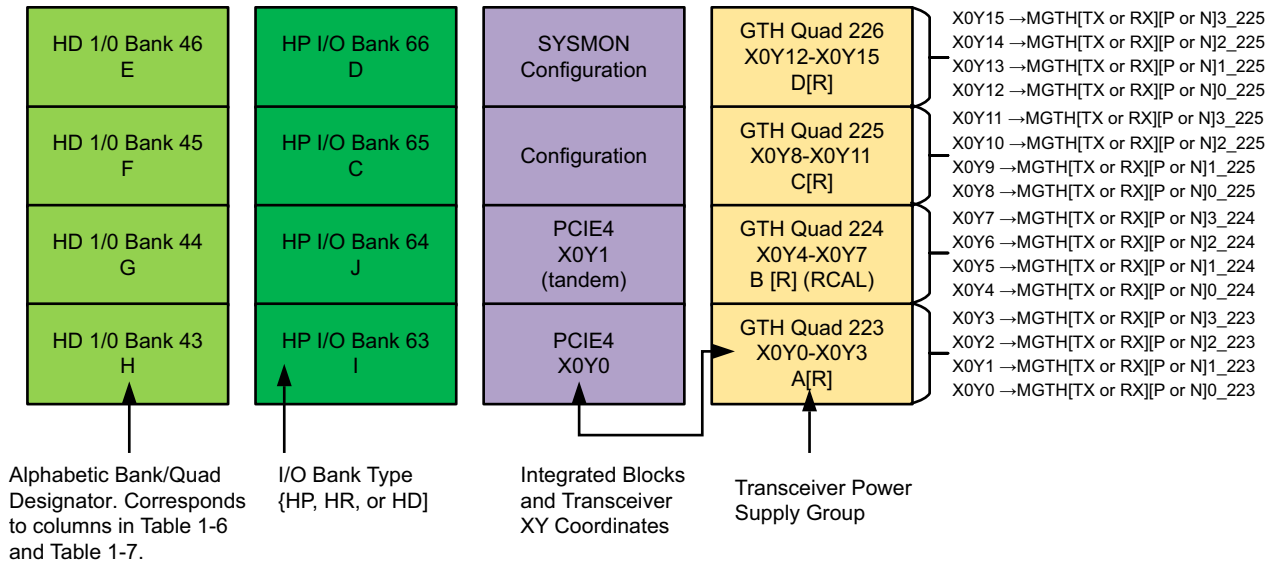 HD 1/0 Bank 46
E
HP I/O Bank 66
D
SYSMON
Configuration
GTH Quad 226
X0Y12-X0Y15
D[R]
X0Y15 →MGTH[TX or RX][P or N]3_225
X0Y14 →MGTH[TX or RX][P or N]2_225
X0Y13 →MGTH[TX or RX][P or N]1_225
X0Y12 →MGTH[TX or RX][P or N]0_225
HD 1/0 Bank 45
F
HP I/O Bank 65
C
Configuration
GTH Quad 225
X0Y8-X0Y11
C[R]
X0Y11 →MGTH[TX or RX][P or N]3_225
X0Y10 →MGTH[TX or RX][P or N]2_225
X0Y9 →MGTH[TX or RX][P or N]1_225
X0Y8 →MGTH[TX or RX][P or N]0_225
HD 1/0 Bank 44
G
HP I/O Bank 64
J
PCIE4
X0Y1
(tandem)
GTH Quad 224
X0Y4-X0Y7
B [R] (RCAL)
X0Y7 →MGTH[TX or RX][P or N]3_224
X0Y6 →MGTH[TX or RX][P or N]2_224
X0Y5 →MGTH[TX or RX][P or N]1_224
X0Y4 →MGTH[TX or RX][P or N]0_224
HD 1/0 Bank 43
H
HP I/O Bank 63
I
PCIE4
X0Y0
GTH Quad 223
X0Y0-X0Y3
A[R]
X0Y3 →MGTH[TX or RX][P or N]3_223
X0Y2 →MGTH[TX or RX][P or N]2_223
X0Y1 →MGTH[TX or RX][P or N]1_223
X0Y0 →MGTH[TX or RX][P or N]0_223
Alphabetic Bank/Quad
Designator. Corresponds
to columns in Table 1-6
and Table 1-7.
I/O Bank Type
{HP, HR, or HD]
Integrated Blocks
and Transceiver
XY Coordinates
Transceiver Power
Supply Group